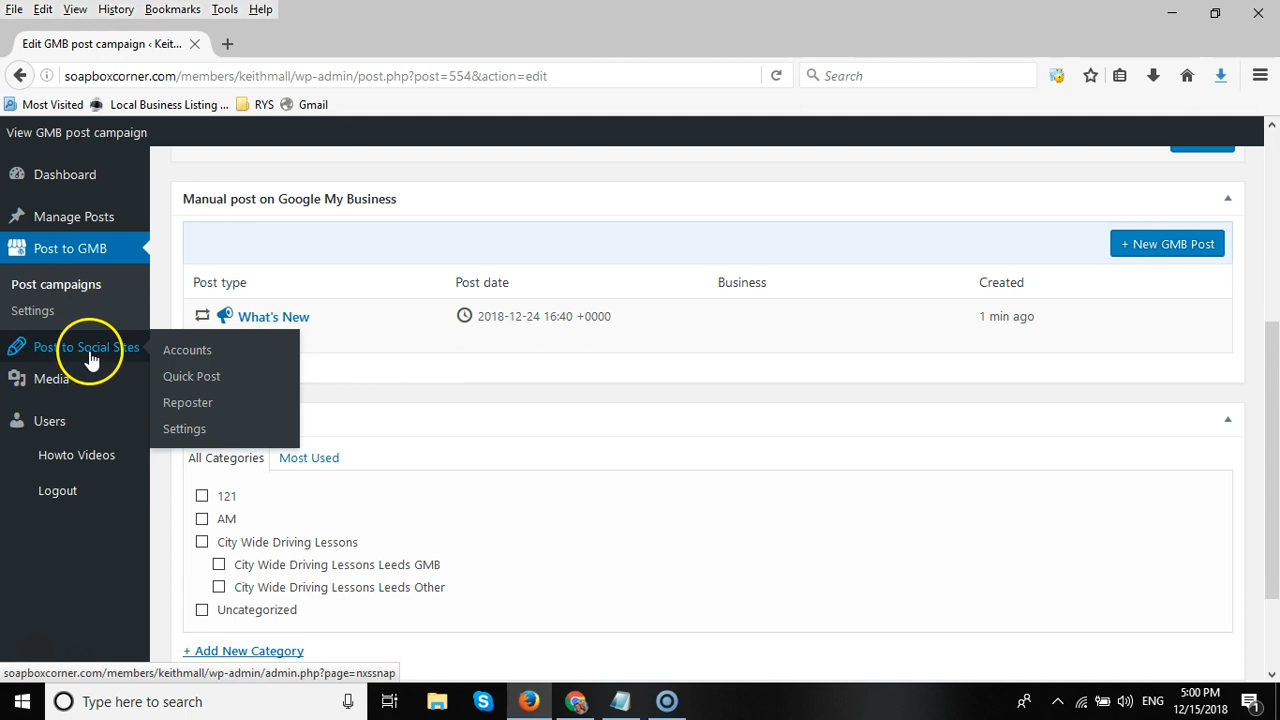 File Edit View History Bookmarks Tools Help
Edit GMB post campaign ‹ Keit...
soapboxcorner.com/members/keithmall/wp-admin/post.php?post=554&action=edit
Search
Most Visited Local Business Listing ... RYS Gmail
View GMB post campaign
Dashboard
Manage Posts
Post to GMB
Post campaigns
Settings
Post to Social Sites
Media
Users
Howto Videos
Logout
Accounts
Quick Post
Reposter
Settings
Manual post on Google My Business
+ New GMB Post
Post type Post date Business Created
What's New 2018-12-24 16:40 +0000 1 min ago
All Categories Most Used
121
AM
City Wide Driving Lessons
City Wide Driving Lessons Leeds GMB
City Wide Driving Lessons Leeds Other
Uncategorized
+ Add New Category
soapboxcorner.com/members/keithmall/wp-admin/admin.php?page=nxssnap
Type here to search
ENG
5:00 PM
12/15/2018
1